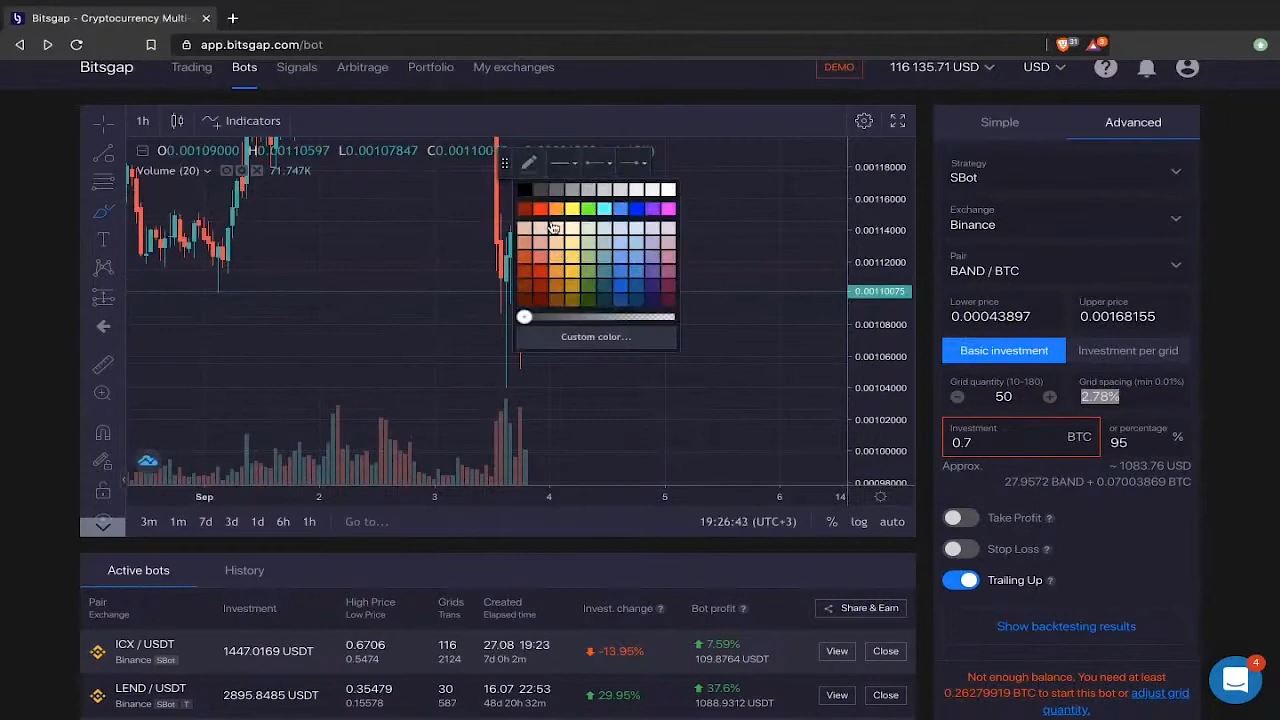 Bitsgap - Cryptocurrency Multi-
app.bitsgap.com/bot
31
3
Bitsgap
Trading
Bots
Signals
Arbitrage
Portfolio
My exchanges
DEMO
116 135.71 USD
USD
1h
Indicators
O0.00109000 H0.00110597 L0.00107847 C0.001100
Volume (20)
71.747K
0.00118000
0.00116000
0.00114000
0.00112000
0.00110075
0.00108000
0.00106000
0.00104000
0.00102000
0.00100000
0.00098000
Custom color...
Sep
2
3
4
5
6
14
3m
1m
7d
3d
1d
6h
1h
Go to...
19:26:43 (UTC+3)
%
log
auto
Simple
Advanced
Strategy
SBot
Exchange
Binance
Pair
BAND / BTC
Lower price
0.00043897
Upper price
0.00168155
Basic investment
Investment per grid
Grid quantity (10-180)
50
Grid spacing (min 0.01%)
2.78%
Investment
0.7
BTC
or percentage
95
%
Approx.
~ 1083.76 USD
27.9572 BAND + 0.07003869 BTC
Take Profit
Stop Loss
Trailing Up
Show backtesting results
Not enough balance. You need at least
0.26279919 BTC to start this bot or adjust grid
quantity.
4
Active bots
History
Pair
Exchange
Investment
High Price
Low Price
Grids
Trans
Created
Elapsed time
Invest. change
Bot profit
Share & Earn
ICX / USDT
Binance SBot
1447.0169 USDT
0.6706
0.5474
116
2124
27.08 19:23
7d 0h 2m
-13.95%
7.59%
109.8764 USDT
View
Close
LEND / USDT
Binance SBot T
2895.8485 USDT
0.35479
0.15578
30
587
16.07 22:53
48d 20h 32m
29.95%
37.6%
1088.9312 USDT
View
Close